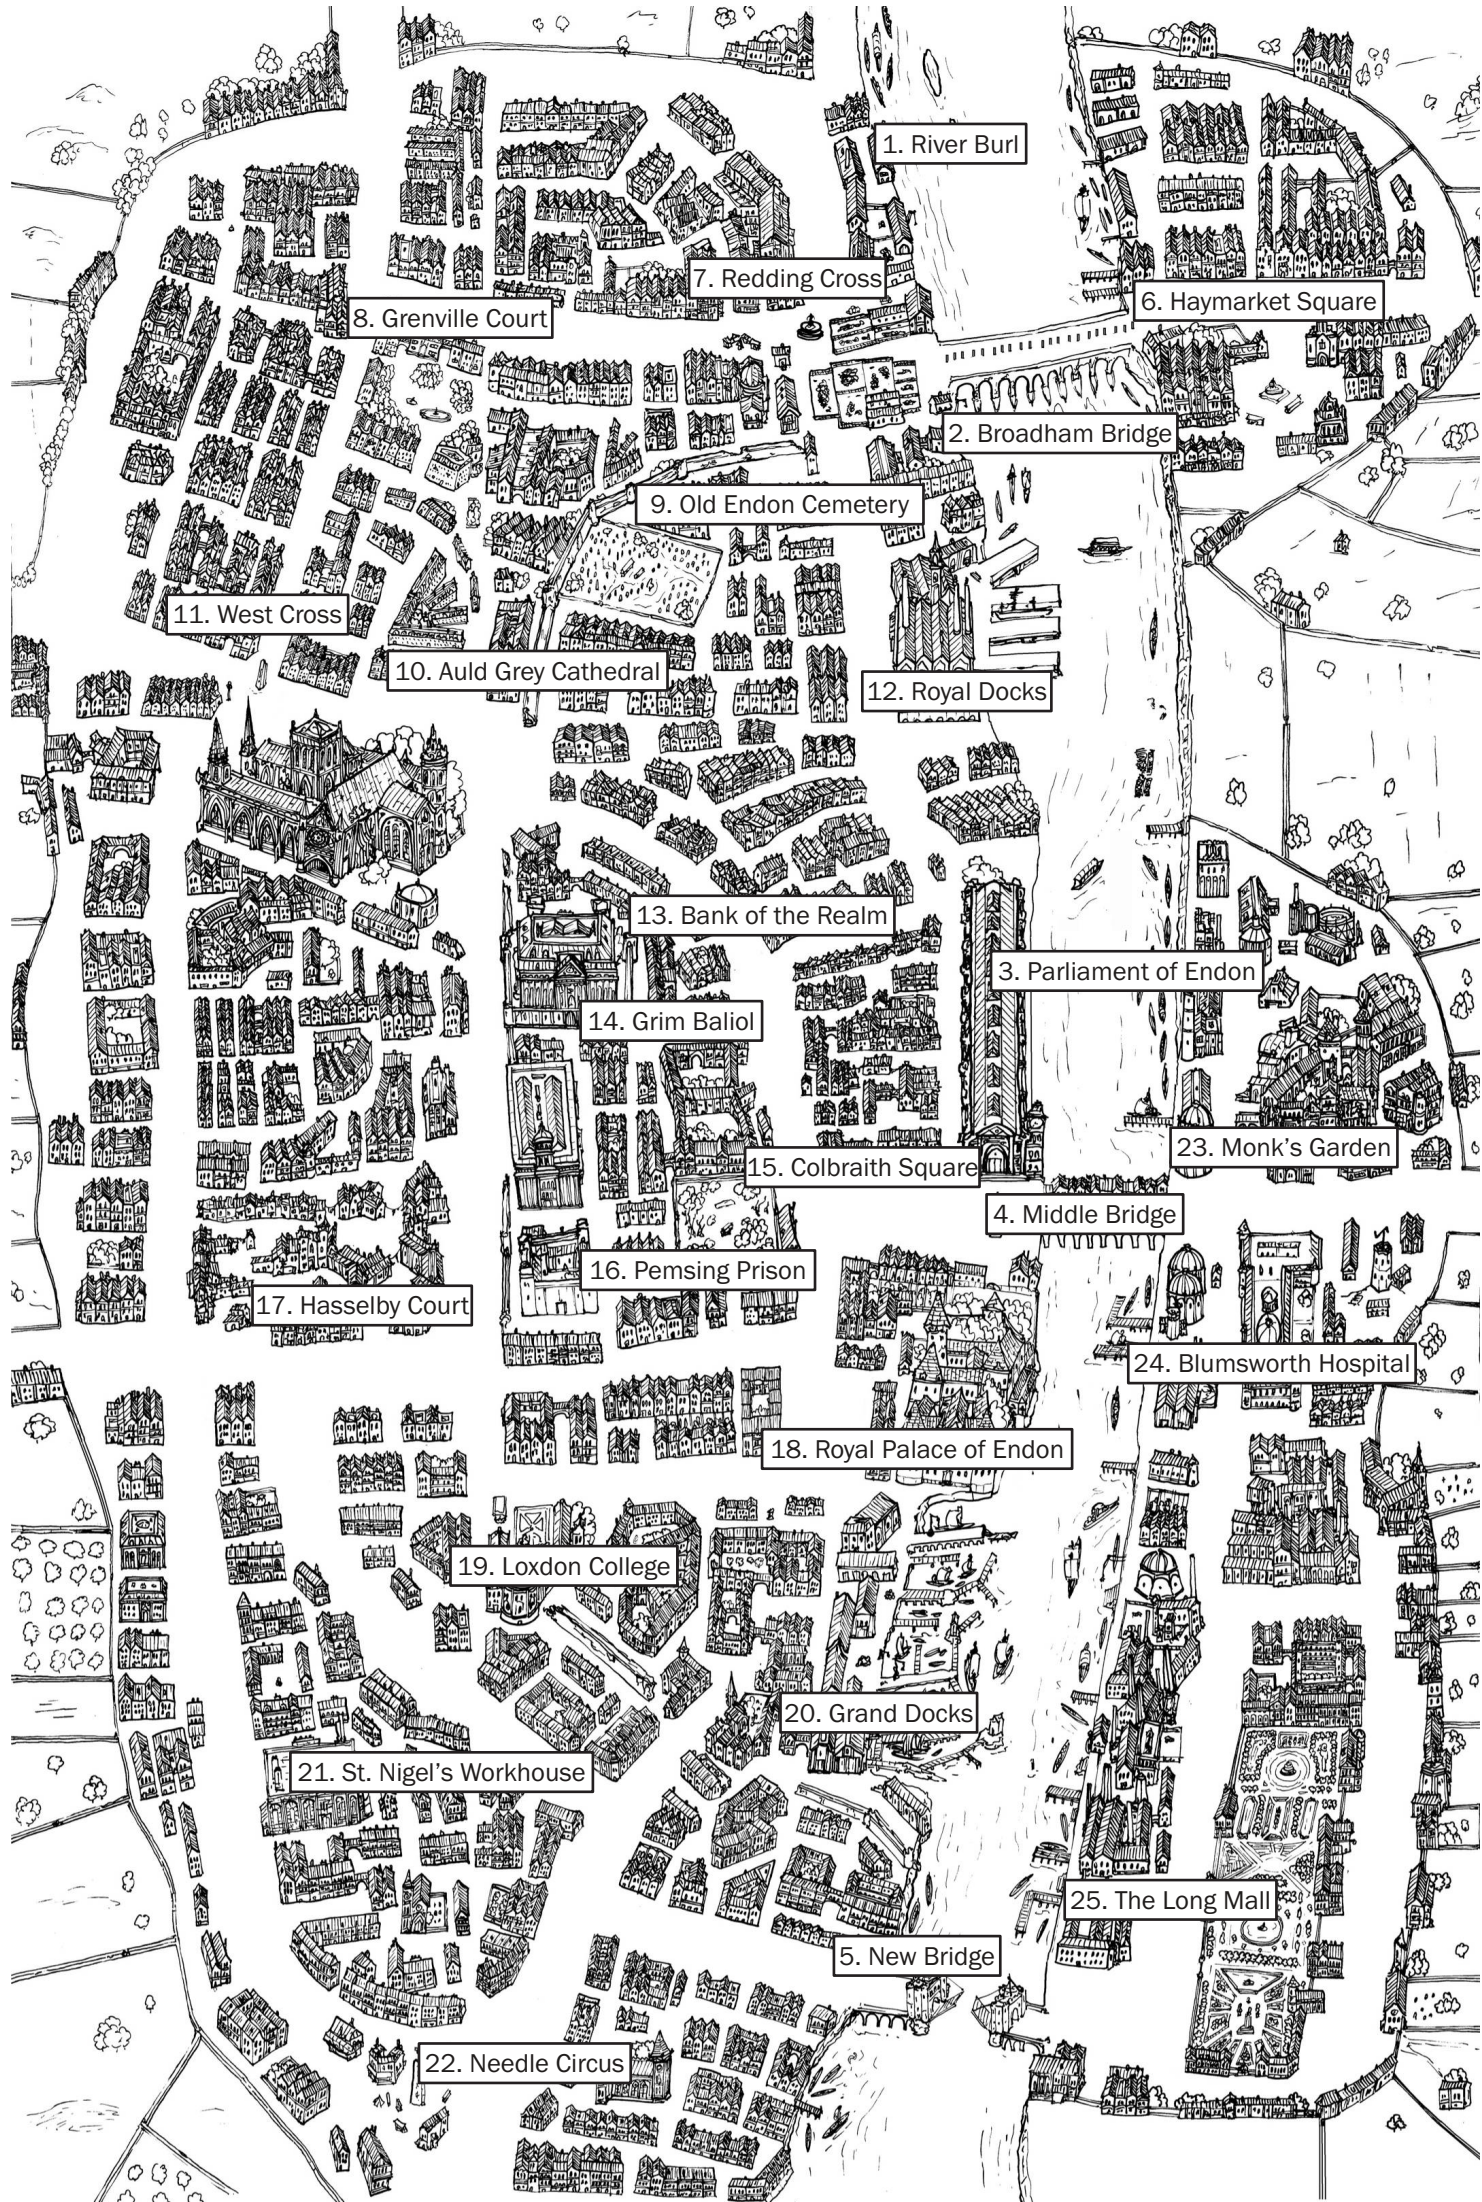 1. River Burl
7. Redding Cross
6. Haymarket Square
8. Grenville Court
2. Broadham Bridge
9. Old Endon Cemetery
11. West Cross
10. Auld Grey Cathedral
12. Royal Docks
13. Bank of the Realm
3. Parliament of Endon
14. Grim Baliol
23. Monk's Garden
15. Colbraith Square
4. Middle Bridge
16. Pemsing Prison
17. Hasselby Court
24. Blumsworth Hospital
18. Royal Palace of Endon
19. Loxdon College
20. Grand Docks
21. St. Nigel's Workhouse
25. The Long Mall
5. New Bridge
22. Needle Circus